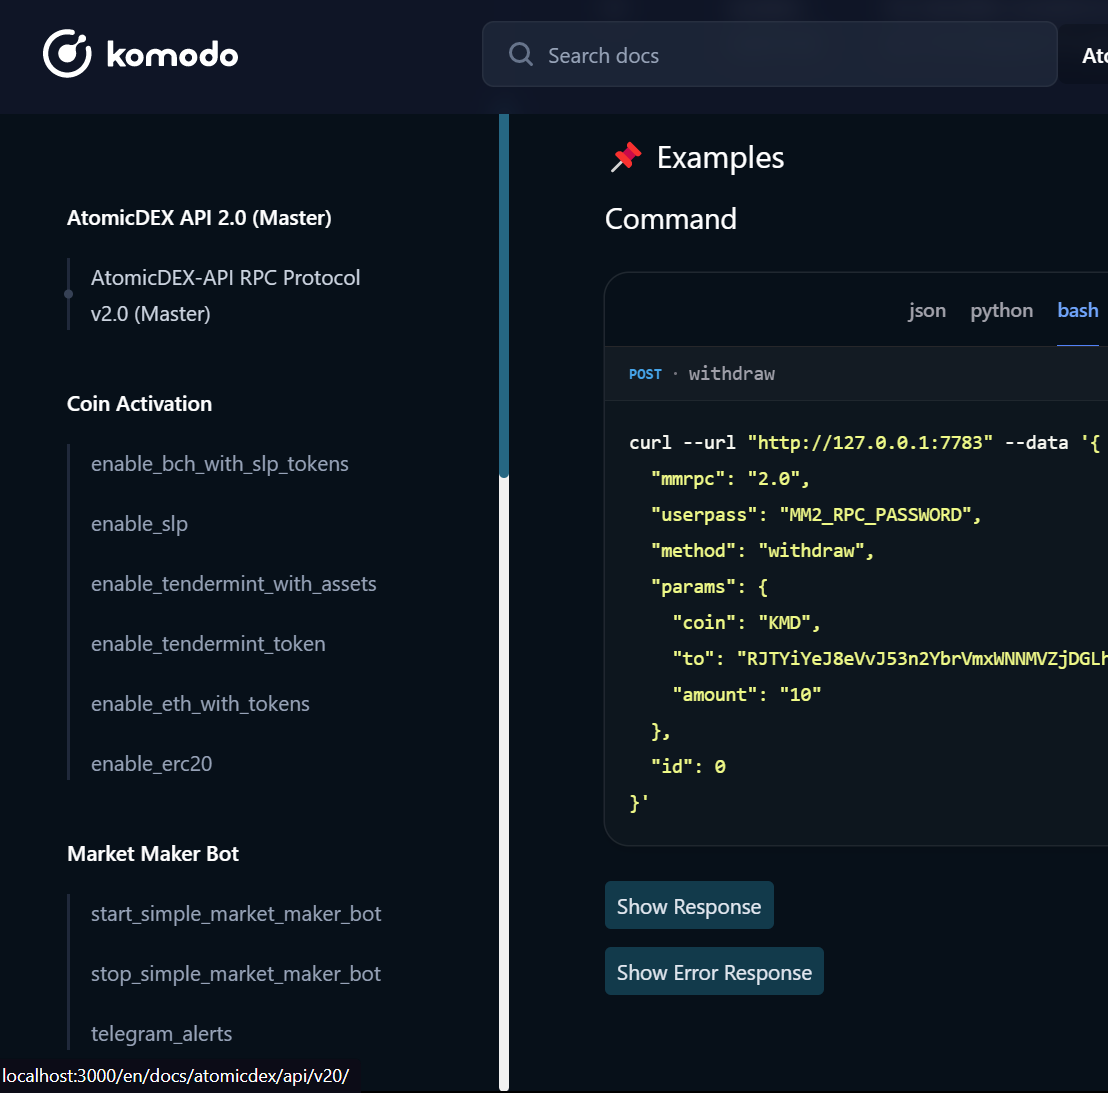 komodo
Search docs
AtomicDEX API 2.0 (Master)
AtomicDEX-API RPC Protocol
v2.0 (Master)
Coin Activation
enable_bch_with_slp_tokens
enable_slp
enable_tendermint_with_assets
enable_tendermint_token
enable_eth_with_tokens
enable_erc20
Market Maker Bot
start_simple_market_maker_bot
stop_simple_market_maker_bot
telegram_alerts
localhost:3000/en/docs/atomicdex/api/v20/
Examples
Command
json python bash
POST · withdraw
curl --url "http://127.0.0.1:7783" --data '{
"mmrpc": "2.0",
"userpass": "MM2_RPC_PASSWORD",
"method": "withdraw",
"params": {
"coin": "KMD",
"to": "RJTYiYeJ8eVvJ53n2YbrVmxWNNMVZjDGLh
"amount": "10"
},
"id": 0
}'
Show Response
Show Error Response